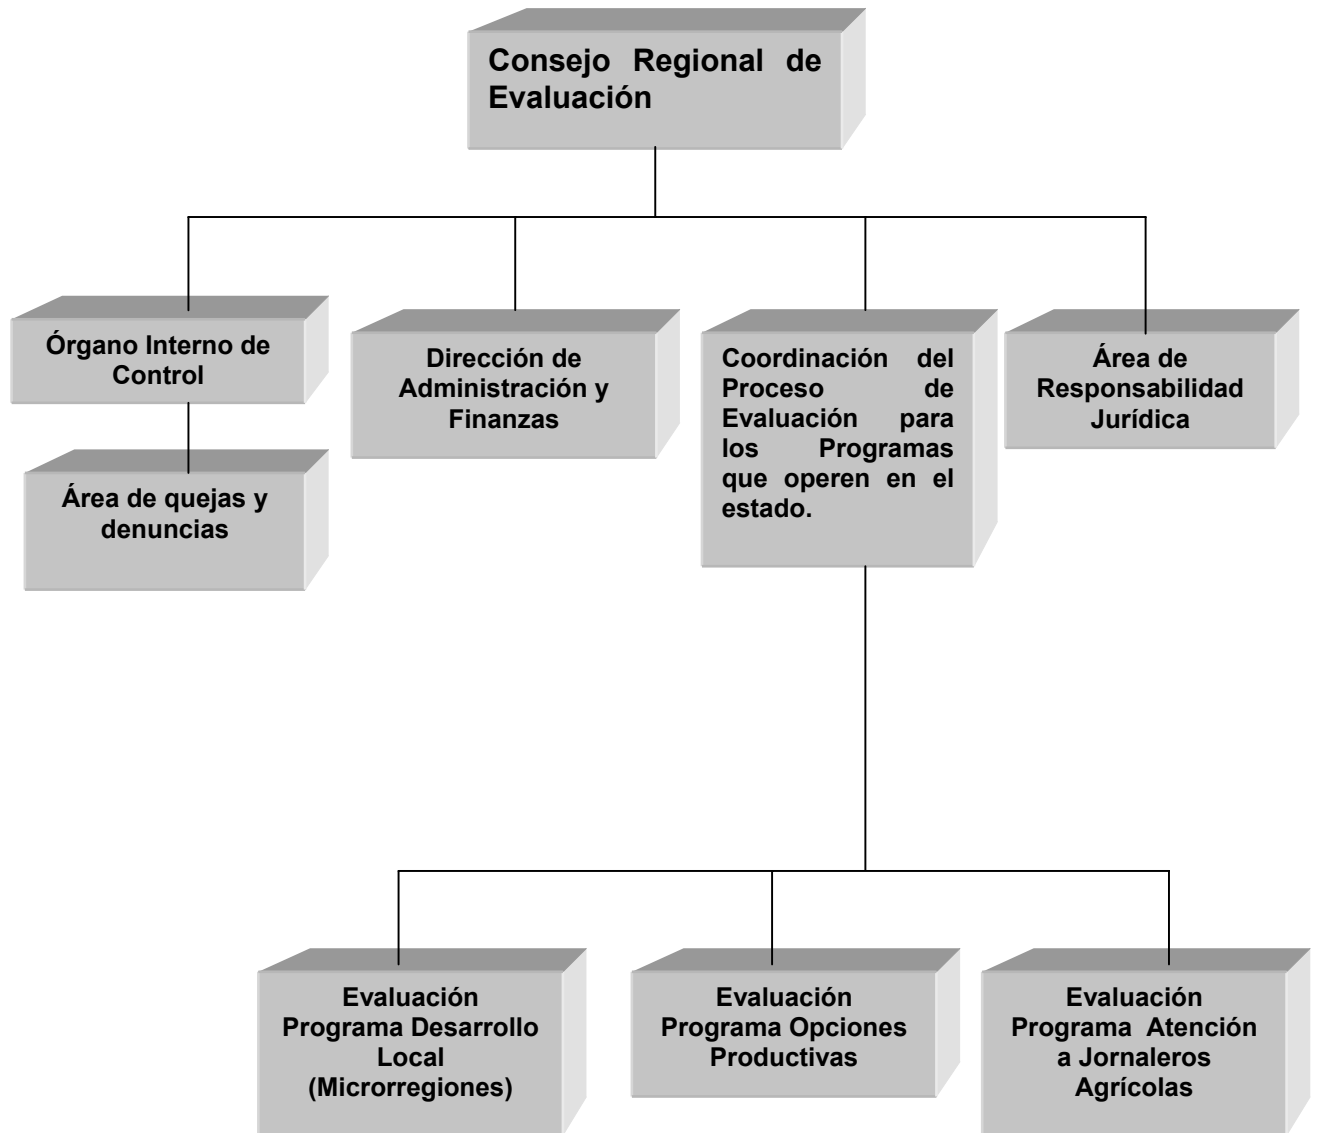 Consejo Regional de
Evaluación
Órgano Interno de
Control
Dirección de
Administración y
Finanzas
Coordinación del
Proceso de
Evaluación para
los Programas
que operen en el
estado.
Área de
Responsabilidad
Jurídica
Área de quejas y
denuncias
Evaluación
Programa Desarrollo
Local
(Microrregiones)
Evaluación
Programa Opciones
Productivas
Evaluación
Programa Atención
a Jornaleros
Agrícolas